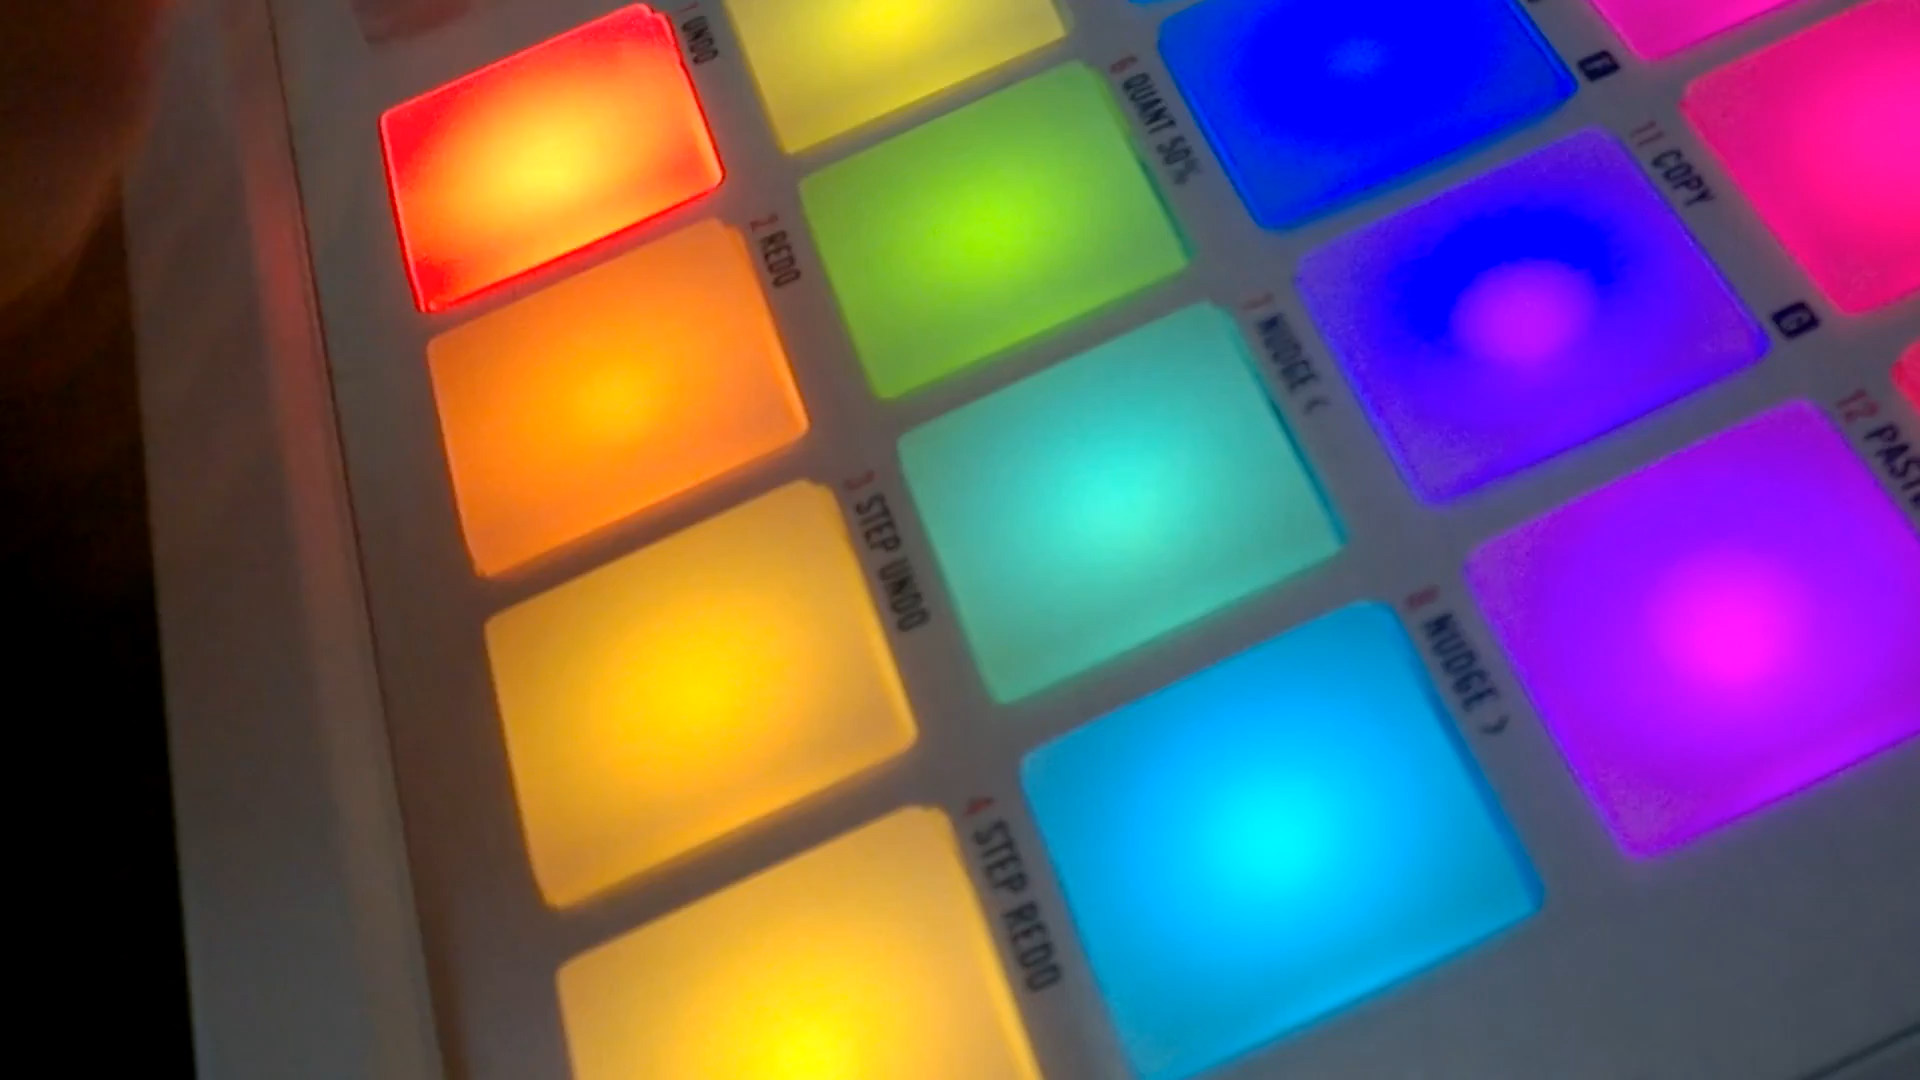 1 UNDO
2 REDO
3 STEP UNDO
4 STEP REDO
6 QUANT 50%
7 NUDGE <
8 NUDGE >
F
11 COPY
G
12 PASTE